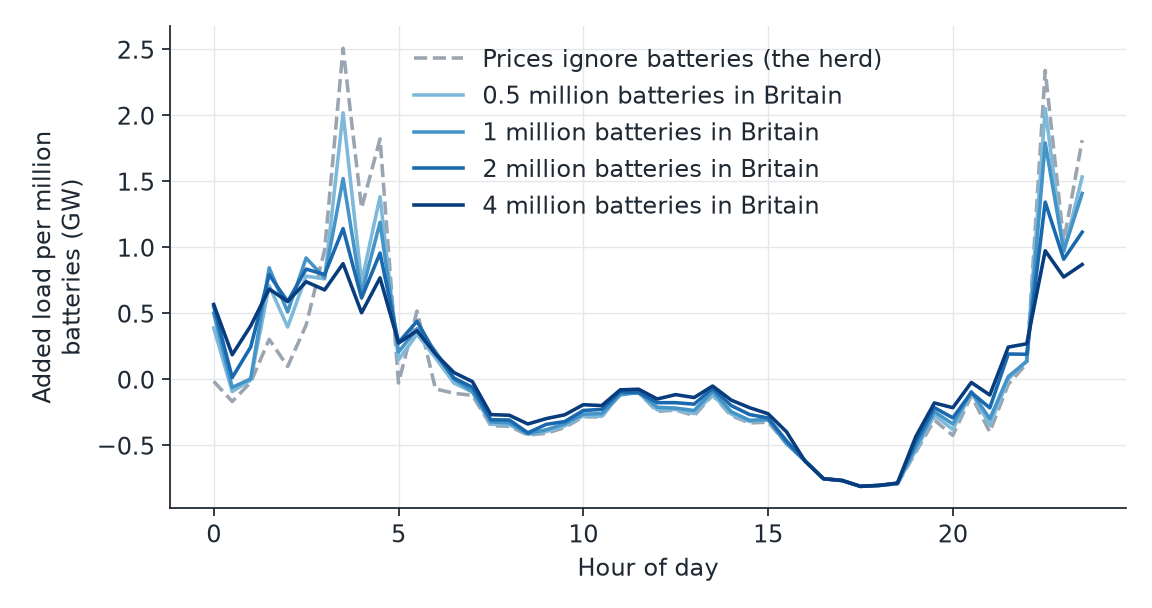 Added load per million
batteries (GW)
2.5
2.0
1.5
1.0
0.5
0.0
−0.5
Prices ignore batteries (the herd)
0.5 million batteries in Britain
1 million batteries in Britain
2 million batteries in Britain
4 million batteries in Britain
0 5 10 15 20
Hour of day